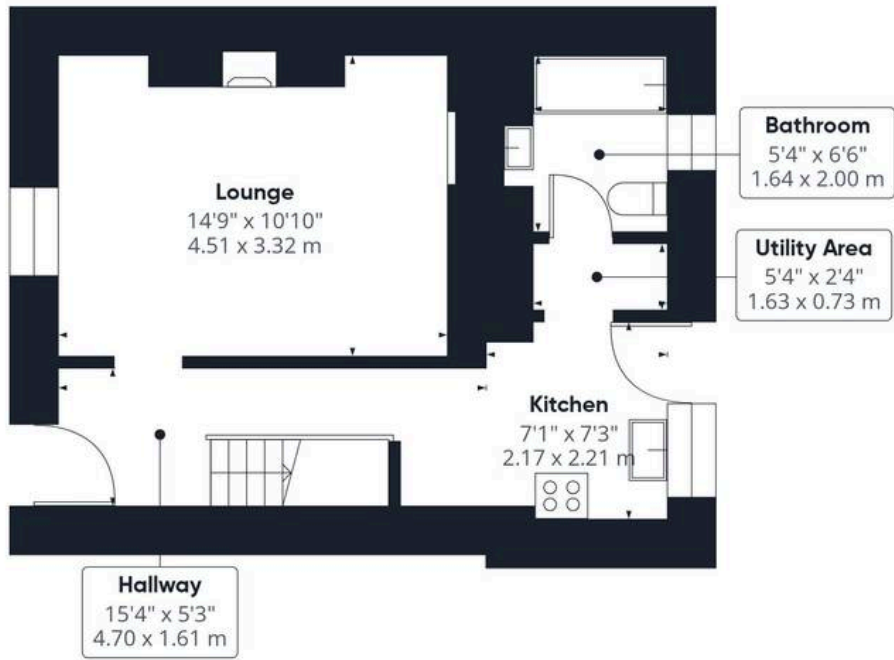 Lounge
14'9" x 10'10"
4.51 x 3.32 m
Bathroom
5'4" x 6'6"
1.64 x 2.00 m
Utility Area
5'4" x 2'4"
1.63 x 0.73 m
Kitchen
7'1" x 7'3"
2.17 x 2.21 m
Hallway
15'4" x 5'3"
4.70 x 1.61 m